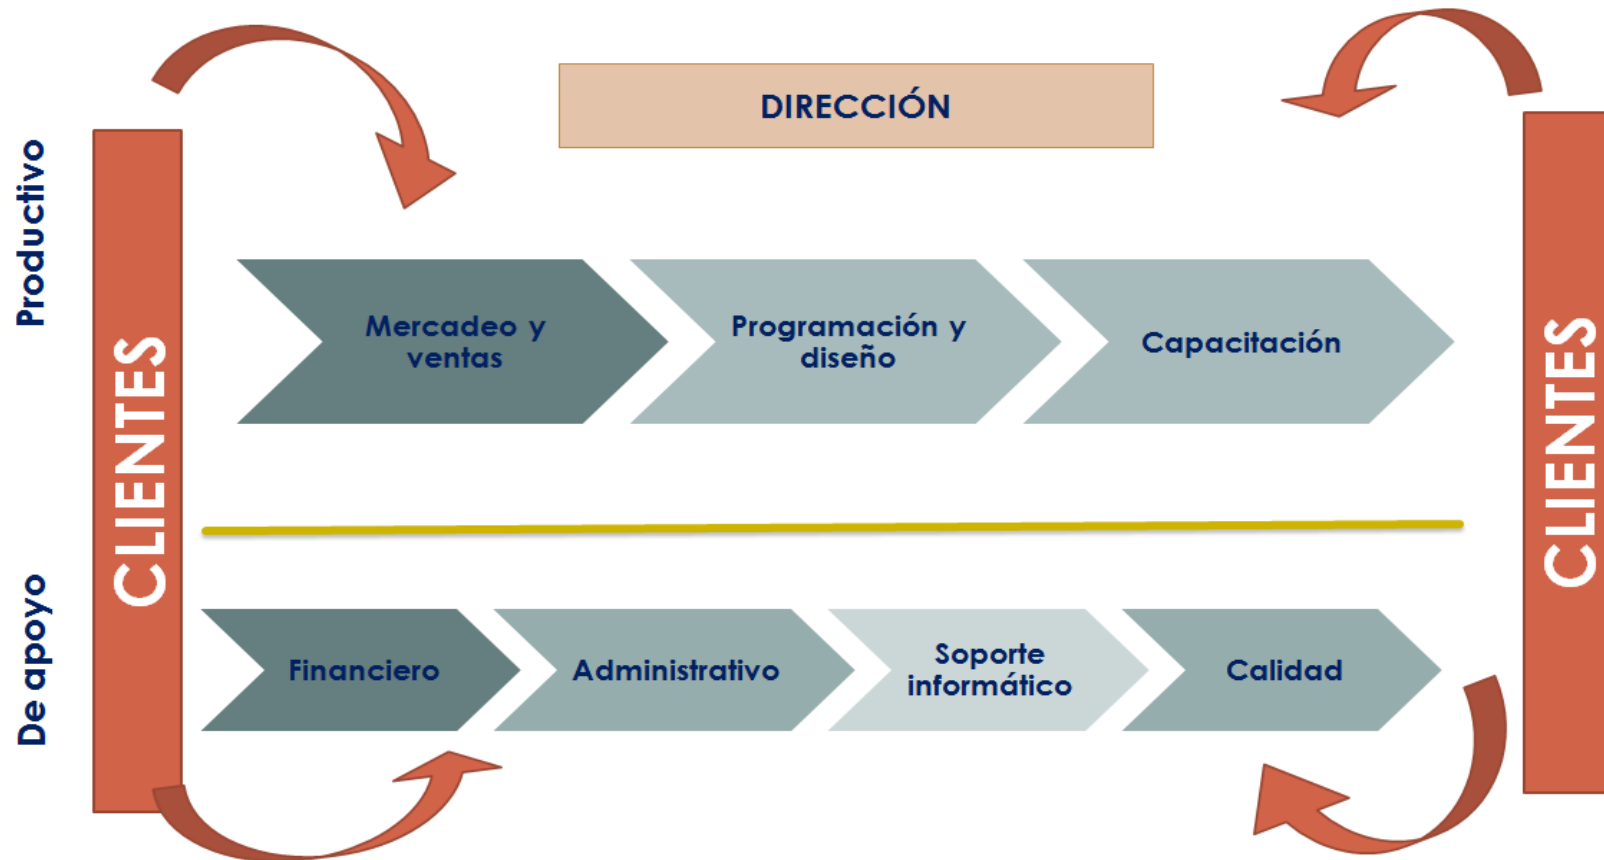 DIRECCIÓN
Productivo
CLIENTES
Mercadeo y
ventas
Programación y
diseño
Capacitación
CLIENTES
De apoyo
Financiero
Administrativo
Soporte
informático
Calidad